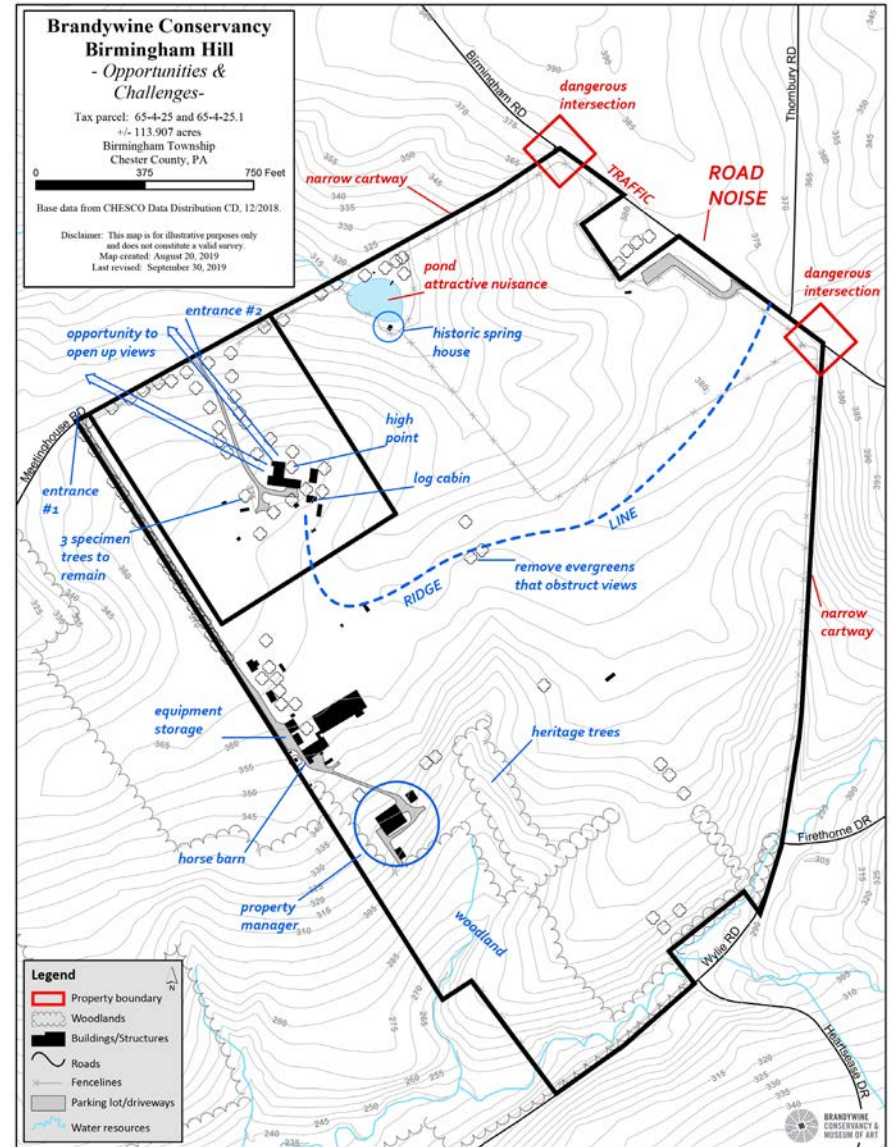 Brandywine Conservancy
Birmingham Hill
- Opportunities &
Challenges-
Tax parcel: 65-4-25 and 65-4-25.1
+/- 113.907 acres
Birmingham Township
Chester County, PA
0 375 750 Feet
Base data from CHESCO Data Distribution CD, 12/2018.
Disclaimer: This map is for illustrative purposes only
and does not constitute a valid survey.
Map created: August 20, 2019
Last revised: September 30, 2019
Birmingham RD
Thornbury RD
dangerous
intersection
TRAFFIC
ROAD
NOISE
narrow cartway
pond
attractive nuisance
dangerous
intersection
entrance #2
opportunity to
open up views
historic spring
house
high
point
Meetinghouse RD
log cabin
entrance
#1
3 specimen
trees to
remain
RIDGE
LINE
remove evergreens
that obstruct views
narrow
cartway
equipment
storage
heritage trees
Firethorne DR
horse barn
property
manager
woodland
Wylie RD
Heartsease DR
Legend
N
Property boundary
Woodlands
Buildings/Structures
Roads
Fencelines
Parking lot/driveways
Water resources
BRANDYWINE
CONSERVANCY &
MUSEUM OF ART